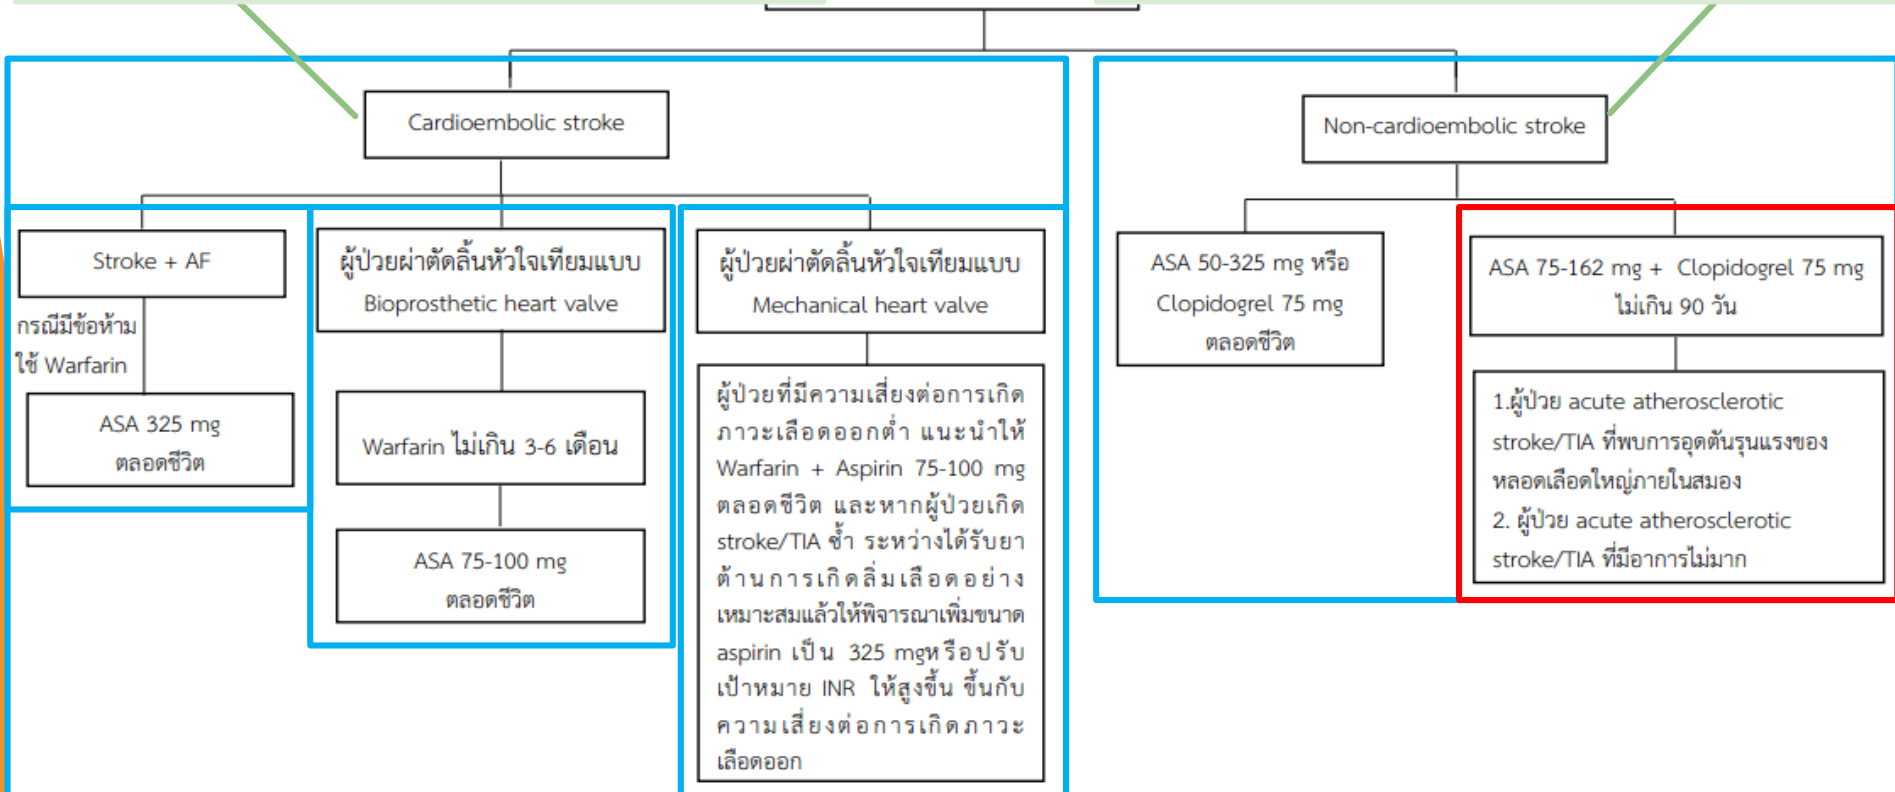 Cardioembolic stroke
Non-cardioembolic stroke
Stroke + AF
กรณีมีข้อห้าม
ใช้ Warfarin
ASA 325 mg
ตลอดชีวิต
ผู้ป่วยผ่าตัดลิ้นหัวใจเทียมแบบ
Bioprosthetic heart valve
Warfarin ไม่เกิน 3-6 เดือน
ASA 75-100 mg
ตลอดชีวิต
ผู้ป่วยผ่าตัดลิ้นหัวใจเทียมแบบ
Mechanical heart valve
ผู้ป่วยที่มีความเสี่ยงต่อการเกิด
ภาวะเลือดออกต่ำ แนะนำให้
Warfarin + Aspirin 75-100 mg
ตลอดชีวิต และหากผู้ป่วยเกิด
stroke/TIA ซ้ำ ระหว่างได้รับยา
ต้านการเกิดลิ่มเลือดอย่าง
เหมาะสมแล้วให้พิจารณาเพิ่มขนาด
aspirin เป็น 325 mgหรือปรับ
เป้าหมาย INR ให้สูงขึ้น ขึ้นกับ
ความเสี่ยงต่อการเกิดภาวะ
เลือดออก
ASA 50-325 mg หรือ
Clopidogrel 75 mg
ตลอดชีวิต
ASA 75-162 mg + Clopidogrel 75 mg
ไม่เกิน 90 วัน
1.ผู้ป่วย acute atherosclerotic
stroke/TIA ที่พบการอุดตันรุนแรงของ
หลอดเลือดใหญ่ภายในสมอง
2. ผู้ป่วย acute atherosclerotic
stroke/TIA ที่มีอาการไม่มาก